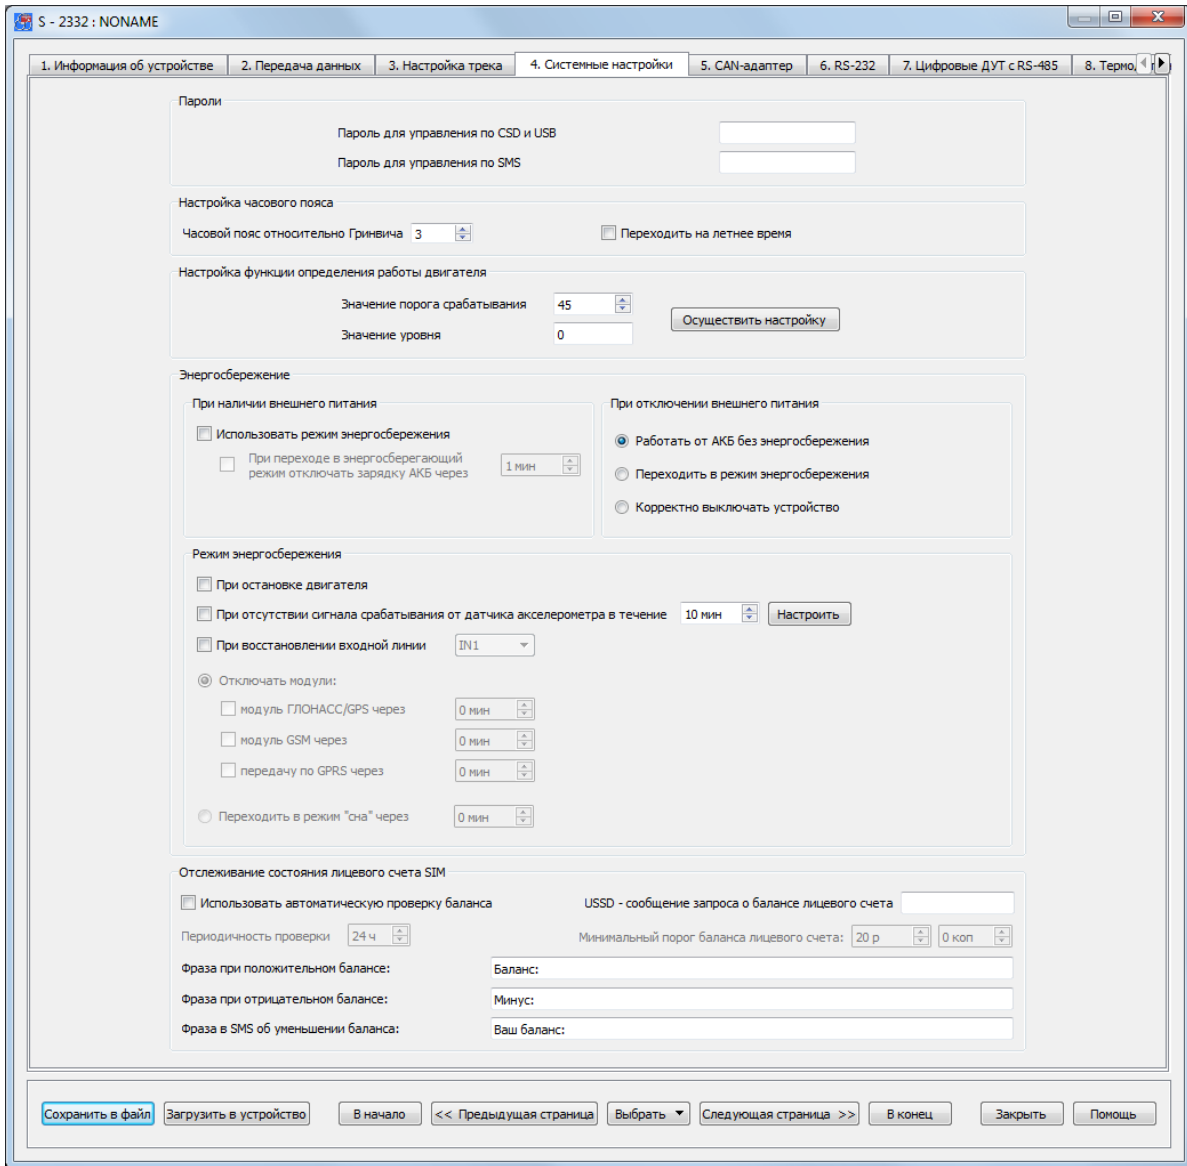 S - 2332 : NONAME
1. Информация об устройстве 2. Передача данных 3. Настройка трека 4. Системные настройки 5. CAN-адаптер 6. RS-232 7. Цифровые ДУТ с RS-485 8. Термо
Пароли
Пароль для управления по CSD и USB
Пароль для управления по SMS
Настройка часового пояса
Часовой пояс относительно Гринвича 3 Переходить на летнее время
Настройка функции определения работы двигателя
Значение порога срабатывания 45
Осуществить настройку
Значение уровня 0
Энергосбережение
При наличии внешнего питания
Использовать режим энергосбережения
При переходе в энергосберегающий
режим отключать зарядку АКБ через 1 мин
При отключении внешнего питания
Работать от АКБ без энергосбережения
Переходить в режим энергосбережения
Корректно выключать устройство
Режим энергосбережения
При остановке двигателя
При отсутствии сигнала срабатывания от датчика акселерометра в течение 10 мин Настроить
При восстановлении входной линии IN1
Отключать модули:
модуль ГЛОНАСС/GPS через 0 мин
модуль GSM через 0 мин
передачу по GPRS через 0 мин
Переходить в режим "сна" через 0 мин
Отслеживание состояния лицевого счета SIM
Использовать автоматическую проверку баланса USSD - сообщение запроса о балансе лицевого счета
Периодичность проверки 24 ч Минимальный порог баланса лицевого счета: 20 р 0 коп
Фраза при положительном балансе: Баланс:
Фраза при отрицательном балансе: Минус:
Фраза в SMS об уменьшении баланса: Ваш баланс:
Сохранить в файл Загрузить в устройство В начало << Предыдущая страница Выбрать Следующая страница >> В конец Закрыть Помощь